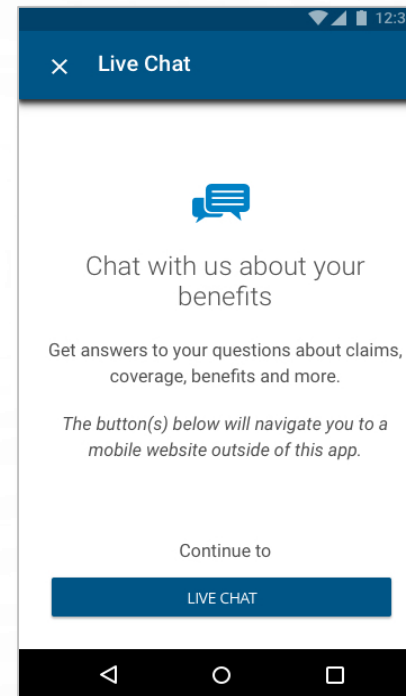 12:3
Live Chat
Chat with us about your
benefits
Get answers to your questions about claims,
coverage, benefits and more.
The button(s) below will navigate you to a
mobile website outside of this app.
Continue to
LIVE CHAT